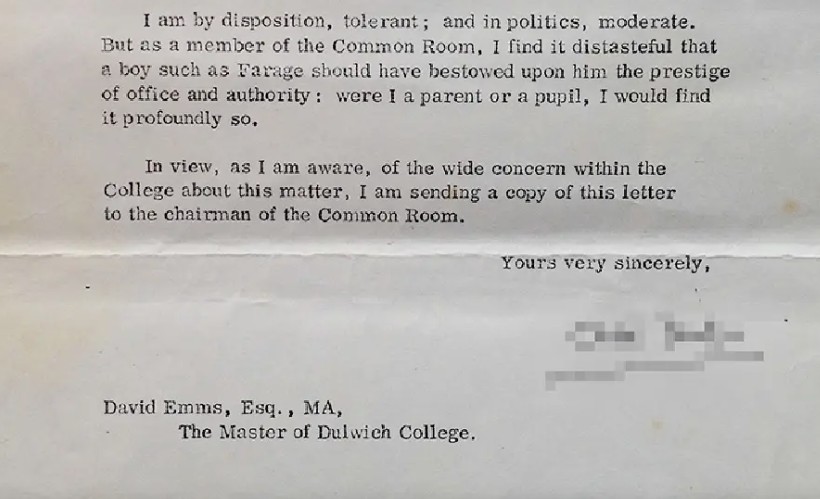 I am by disposition, tolerant; and in politics, moderate.
But as a member of the Common Room, I find it distasteful that
a boy such as Farage should have bestowed upon him the prestige
of office and authority: were I a parent or a pupil, I would find
it profoundly so.
In view, as I am aware, of the wide concern within the
College about this matter, I am sending a copy of this letter
to the chairman of the Common Room.
Yours very sincerely,
David Emms, Esq., MA,
The Master of Dulwich College.